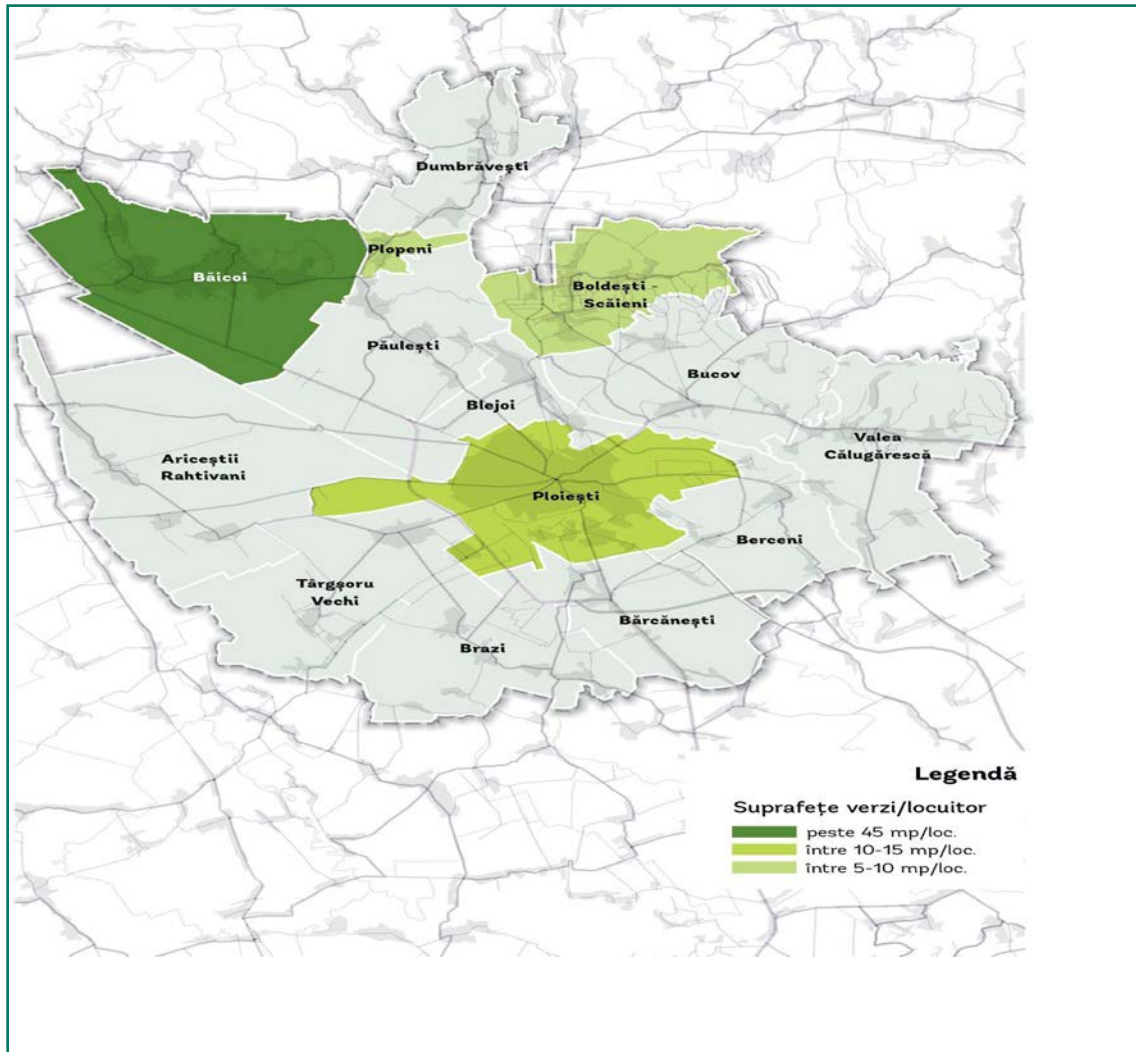 Dumbrăvești
Plopeni
Băicoi
Boldești -
Scăieni
Păulești
Bucov
Blejoi
Valea
Călugărescă
Ariceștii
Rahtivani
Ploiești
Berceni
Târgșoru
Vechi
Bărcănești
Brazi
Legendă
Suprafețe verzi/locuitor
peste 45 mp/loc.
între 10-15 mp/loc.
între 5-10 mp/loc.